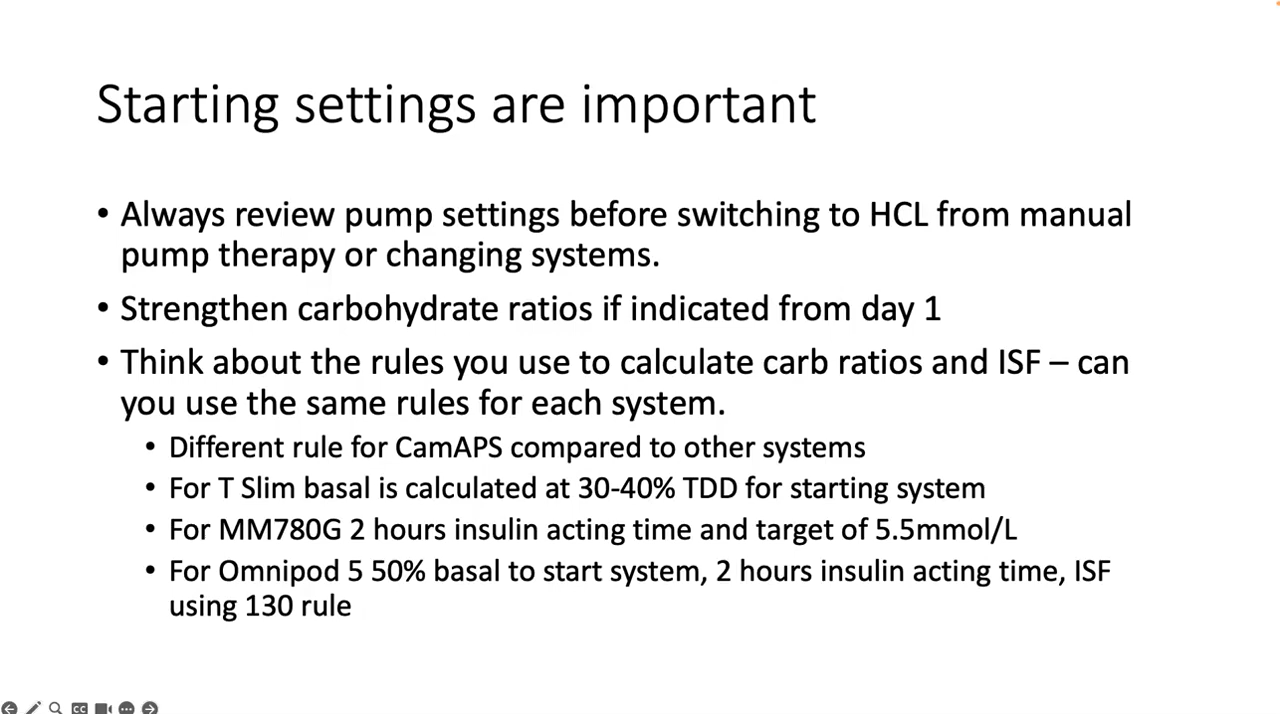 Starting settings are important
• Always review pump settings before switching to HCL from manual
pump therapy or changing systems.
• Strengthen carbohydrate ratios if indicated from day 1
• Think about the rules you use to calculate carb ratios and ISF – can
you use the same rules for each system.
• Different rule for CamAPS compared to other systems
• For T Slim basal is calculated at 30-40% TDD for starting system
• For MM780G 2 hours insulin acting time and target of 5.5mmol/L
• For Omnipod 5 50% basal to start system, 2 hours insulin acting time, ISF
using 130 rule
CC